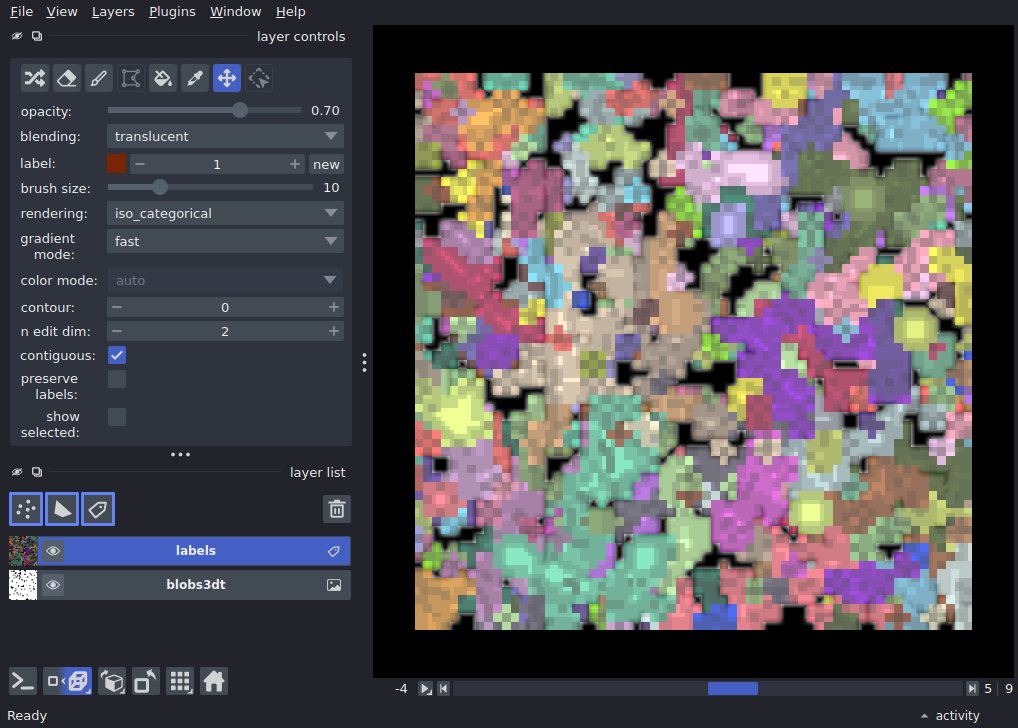 File View Layers Plugins Window Help
layer controls
opacity: 0.70
blending: translucent
label: 1 new
brush size: 10
rendering: iso_categorical
gradient mode: fast
color mode: auto
contour: 0
n edit dim: 2
contiguous:
preserve labels:
show selected:
layer list
labels
blobs3dt
-4 5 9
Ready activity